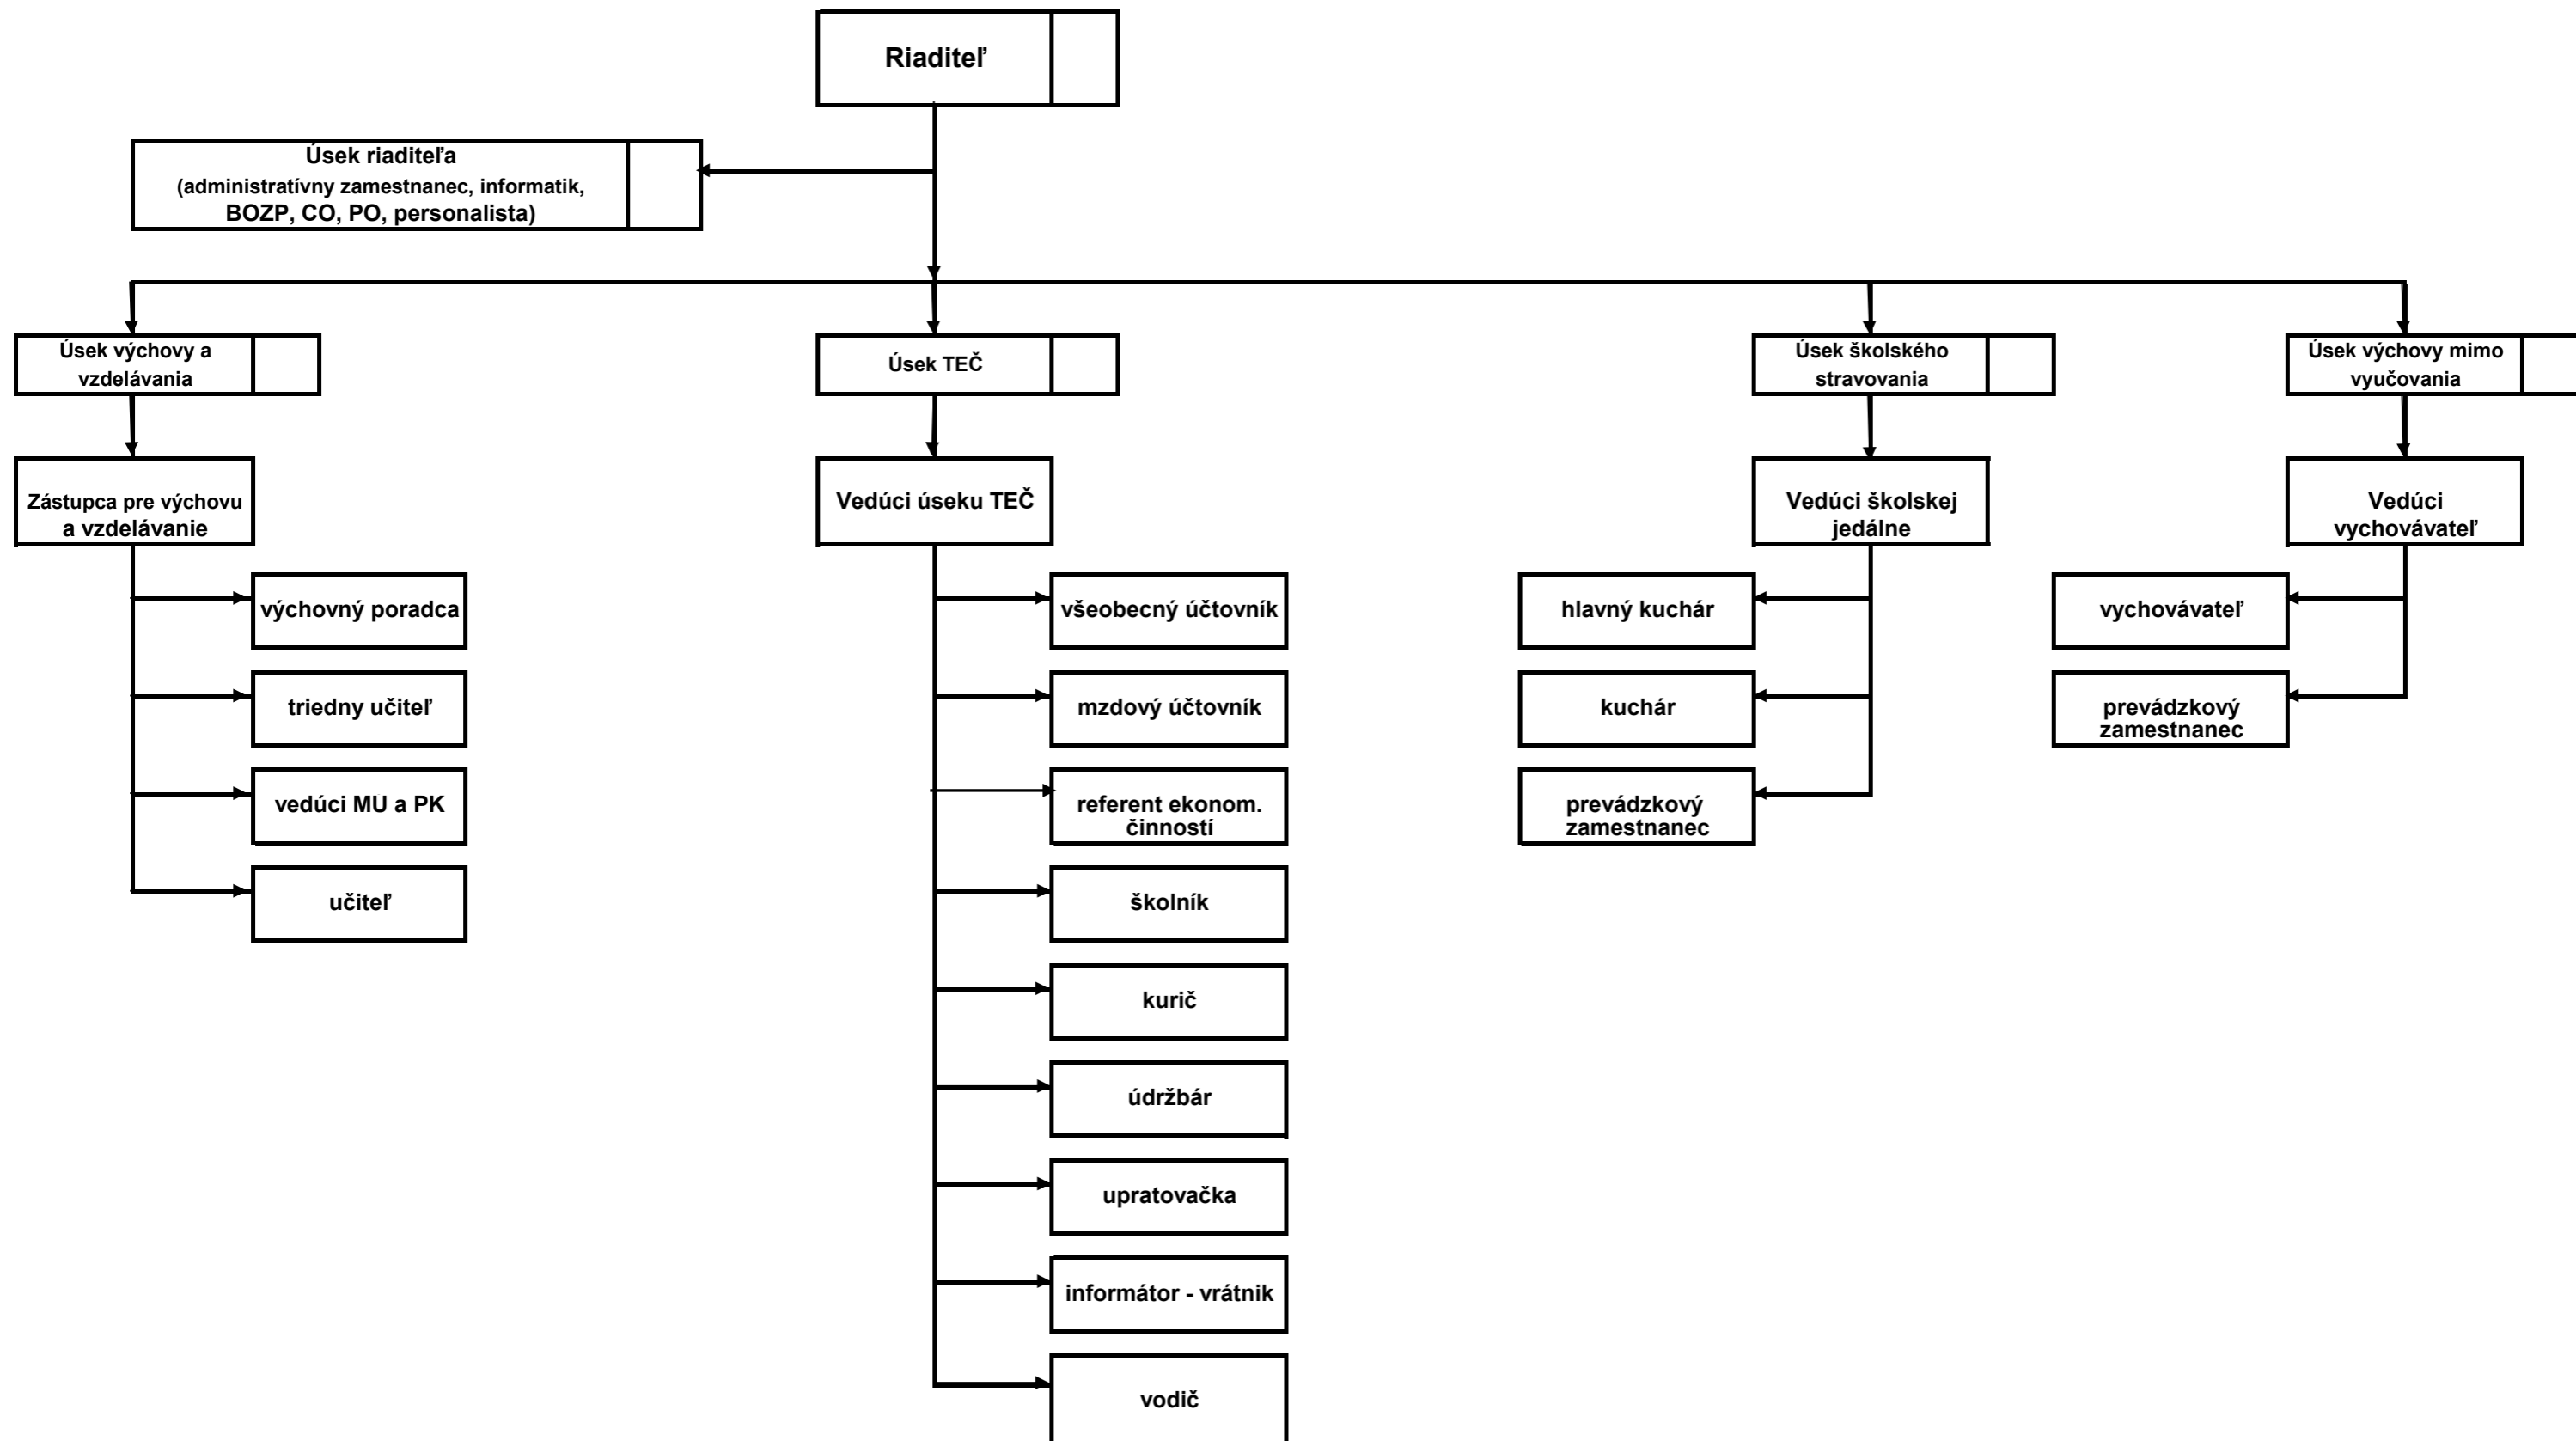 Riaditeľ
Úsek riaditeľa
(administratívny zamestnanec, informatik,
BOZP, CO, PO, personalista)
Úsek výchovy a
vzdelávania
Úsek TEČ
Úsek školského
stravovania
Úsek výchovy mimo
vyučovania
Zástupca pre výchovu
a vzdelávanie
Vedúci úseku TEČ
Vedúci školskej
jedálne
Vedúci
vychovávateľ
výchovný poradca
triedny učiteľ
vedúci MÚ a PK
učiteľ
všeobecný účtovník
mzdový účtovník
referent ekonom.
činností
školník
kurič
údržbár
upratovačka
informátor - vrátnik
vodič
hlavný kuchár
kuchár
prevádzkový
zamestnanec
vychovávateľ
prevádzkový
zamestnanec